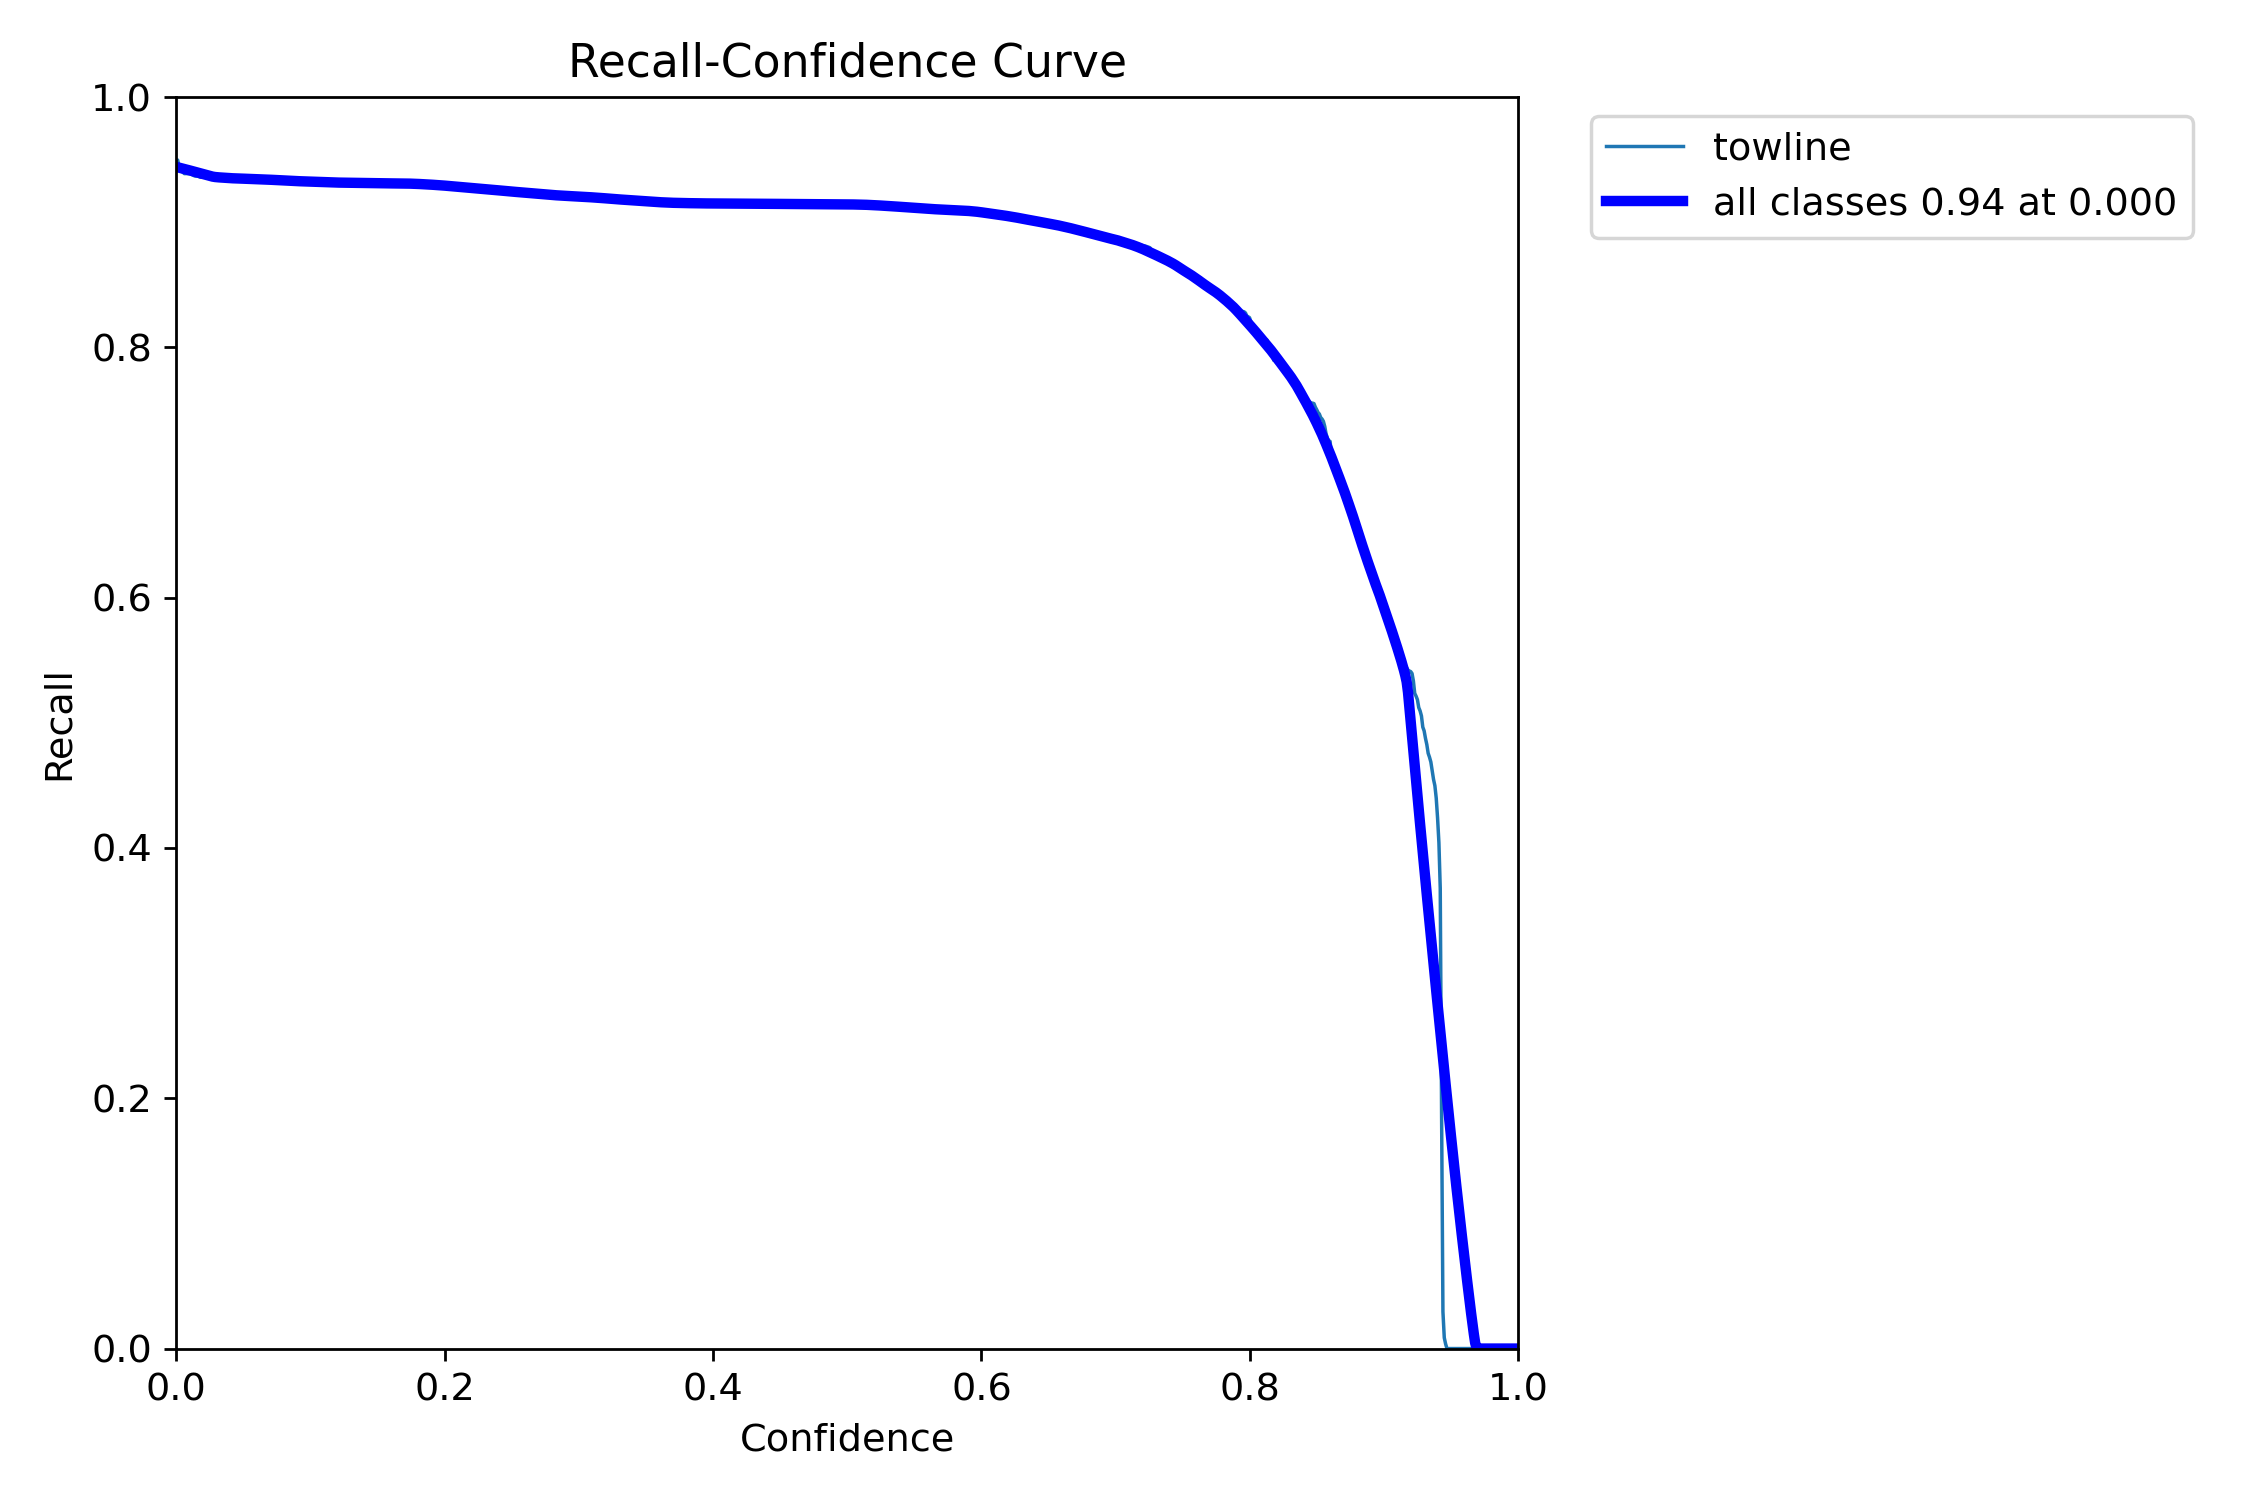 Recall-Confidence Curve
1.0
0.8
0.6
0.4
0.2
0.0
Recall
0.0 0.2 0.4 0.6 0.8 1.0
Confidence
towline
all classes 0.94 at 0.000